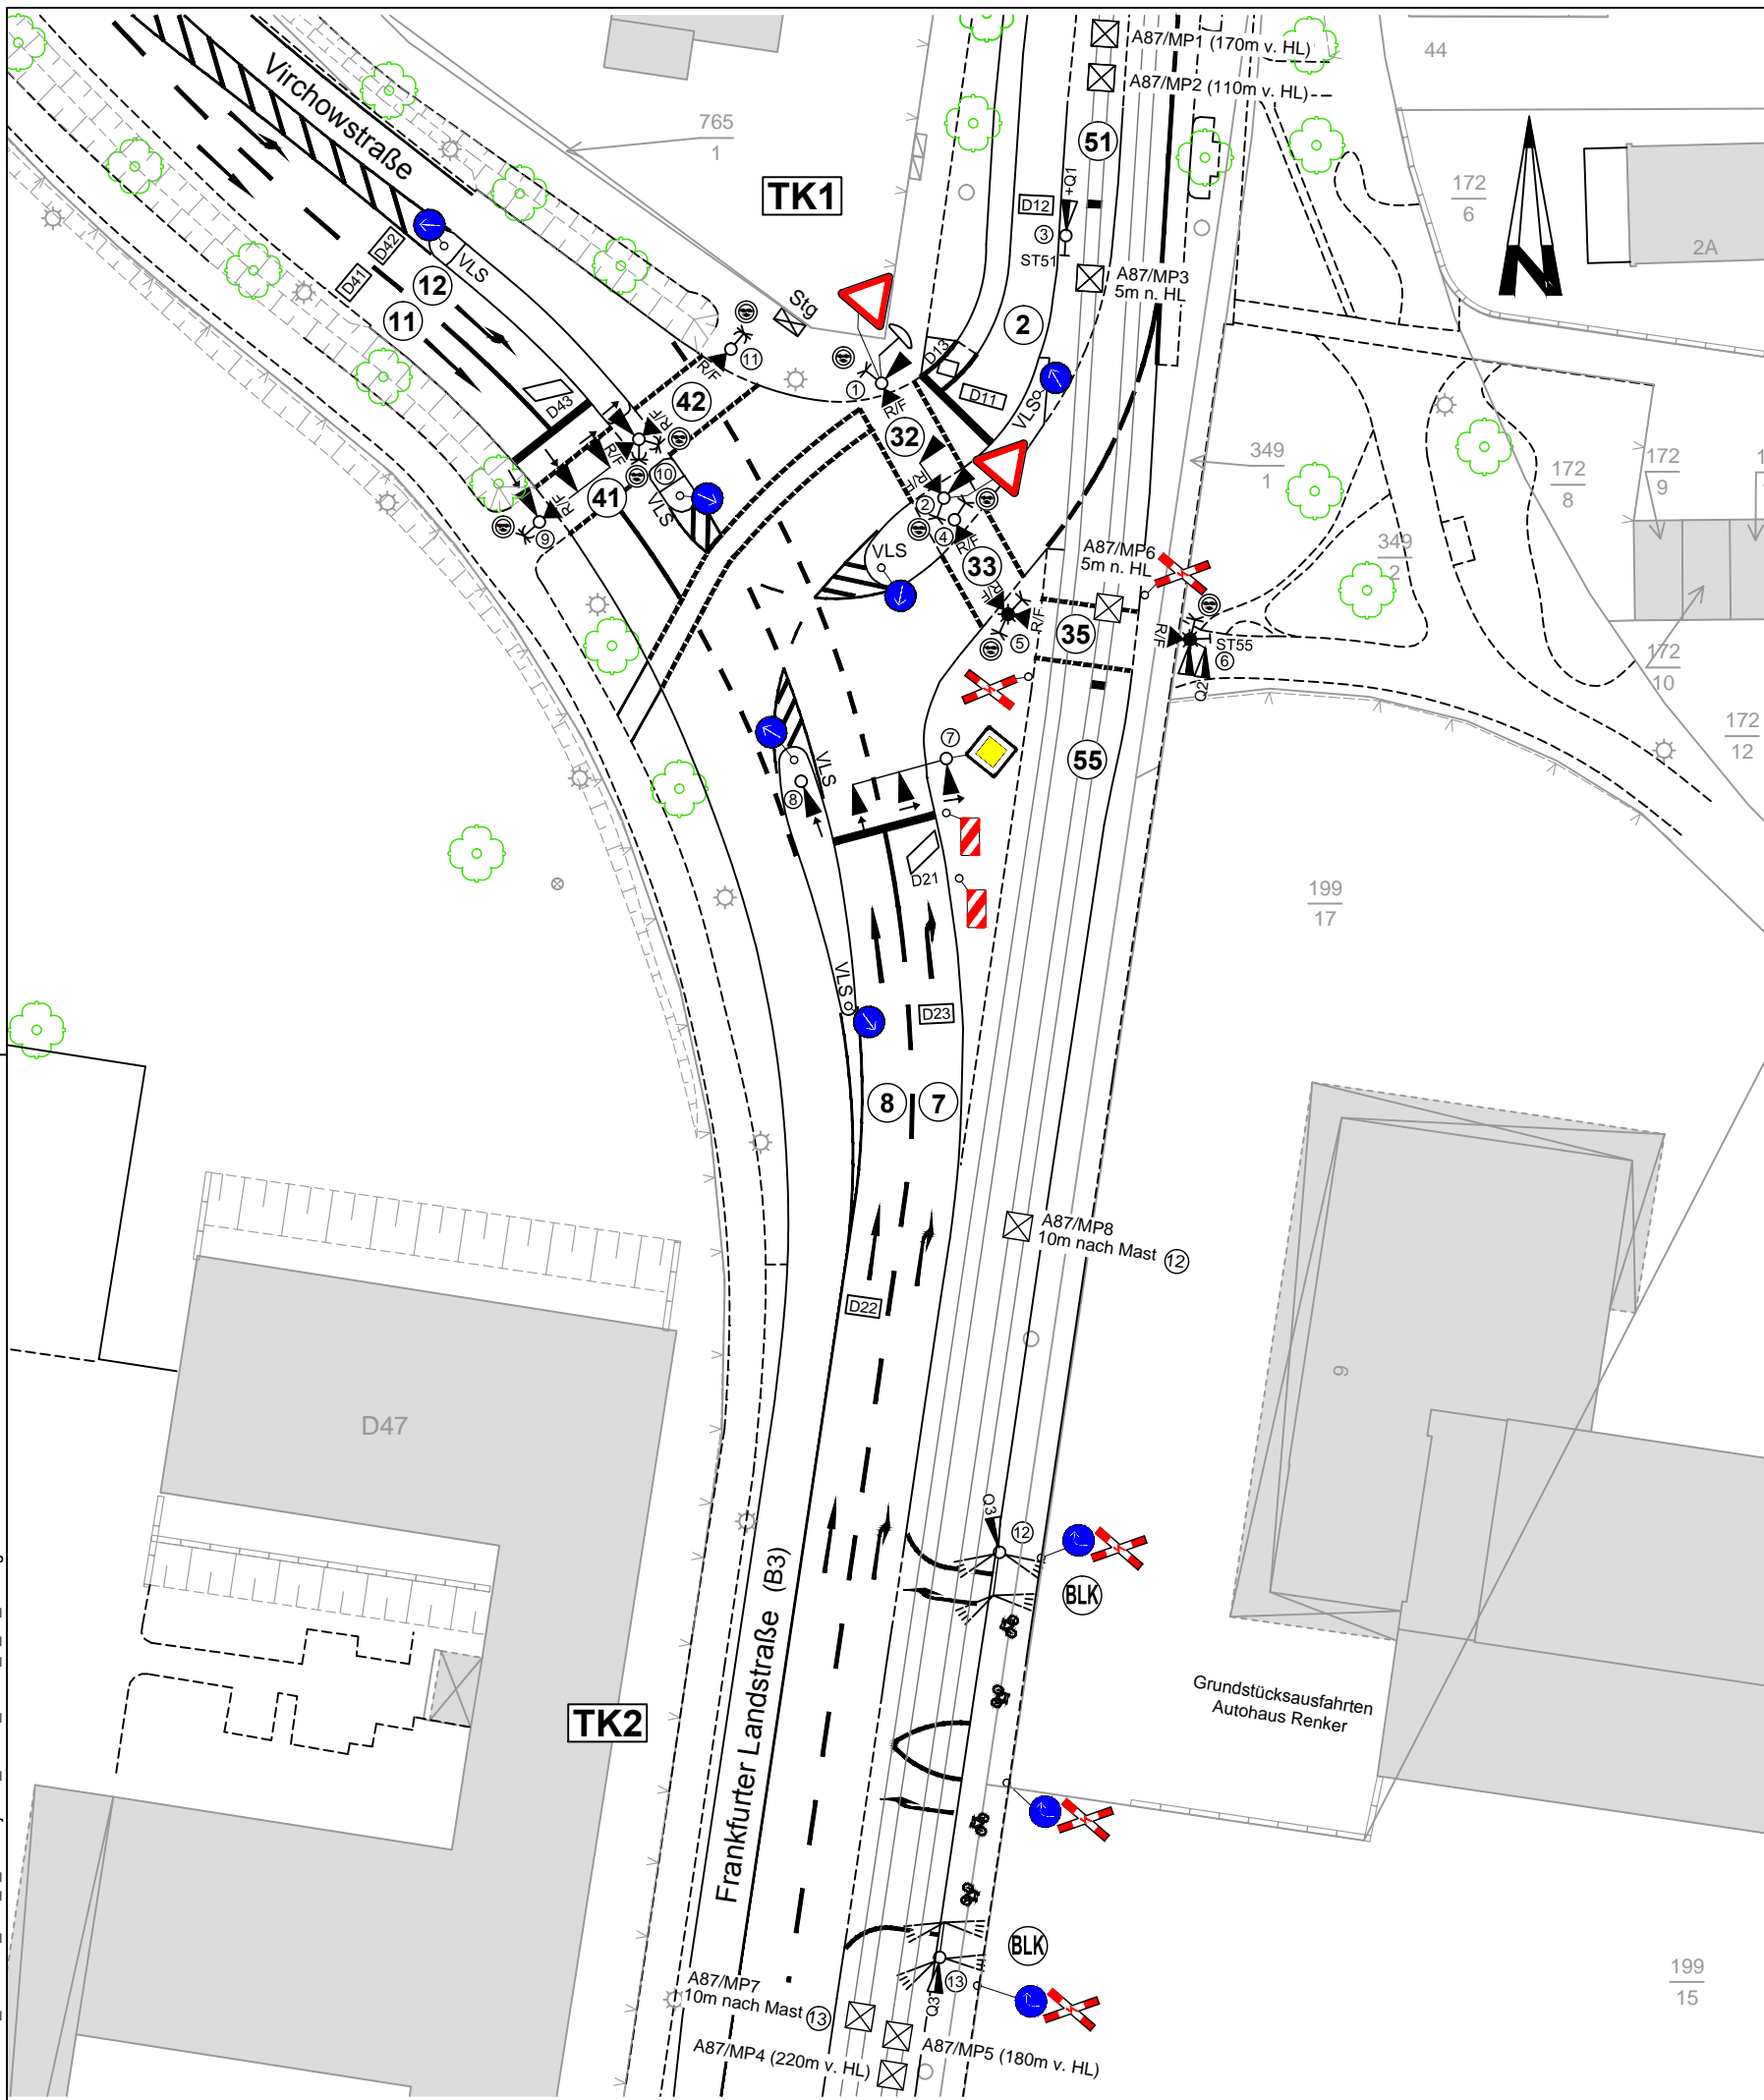 A87/MP1 (170m v. HL)
44
A87/MP2 (110m v. HL)
Virchowstraße
765
1
51
TK1
172
6
D12
+Q1
3
ST51
2A
N
D42
D41
VLS
12
11
A87/MP3
5m n. HL
Stg
2
11
R/F
D13
1
D43
42
R/F
D11
VLS
R/F
32
R/F
10
41
R/F
VLS
9
R/F
2
4
R/F
349
1
172
8
172
9
VLS
33
A87/MP6
5m n. HL
349
2
R/F
R/F
35
5
R/F
ST55
6
Q2
172
10
172
12
55
7
VLS
8
D21
199
17
VLS
D23
8
7
A87/MP8
10m nach Mast
12
D22
9
D47
Q3
12
BLK
Frankfurter Landstraße (B3)
Grundstücksausfahrten
Autohaus Renker
TK2
BLK
13
Q3
A87/MP7
10m nach Mast
13
199
15
A87/MP4 (220m v. HL)
A87/MP5 (180m v. HL)